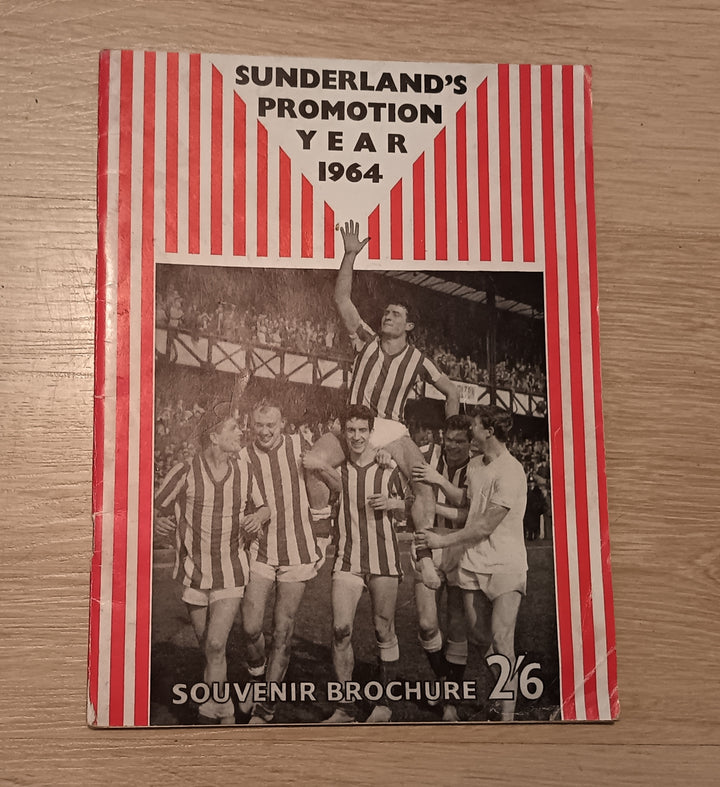 SUNDERLAND'S
PROMOTION
YEAR
1964
SOUVENIR BROCHURE 2/6